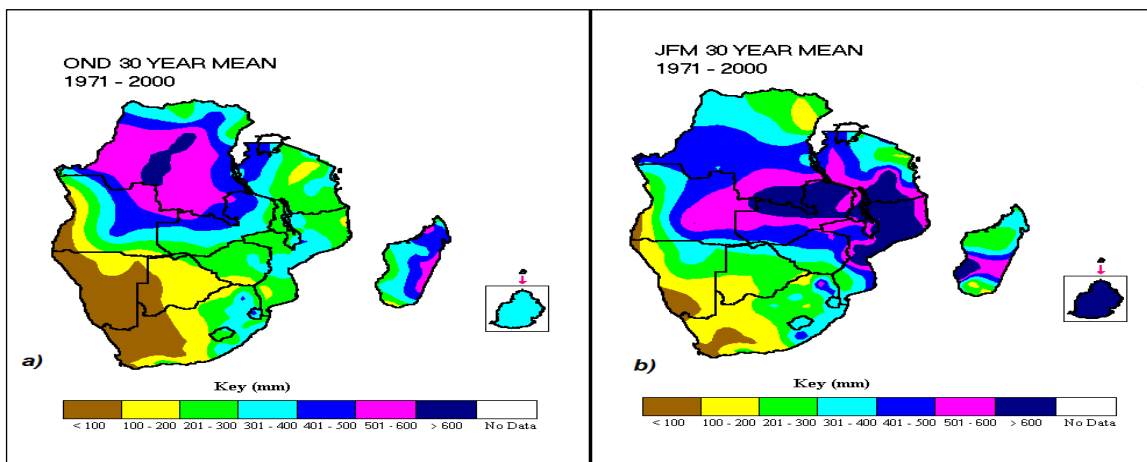 OND 30 YEAR MEAN
1971 - 2000
a)
Key (mm)
< 100 100 - 200 201 - 300 301 - 400 401 - 500 501 - 600 > 600 No Data
JFM 30 YEAR MEAN
1971 - 2000
b)
Key (mm)
< 100 100 - 200 201 - 300 301 - 400 401 - 500 501 - 600 > 600 No Data